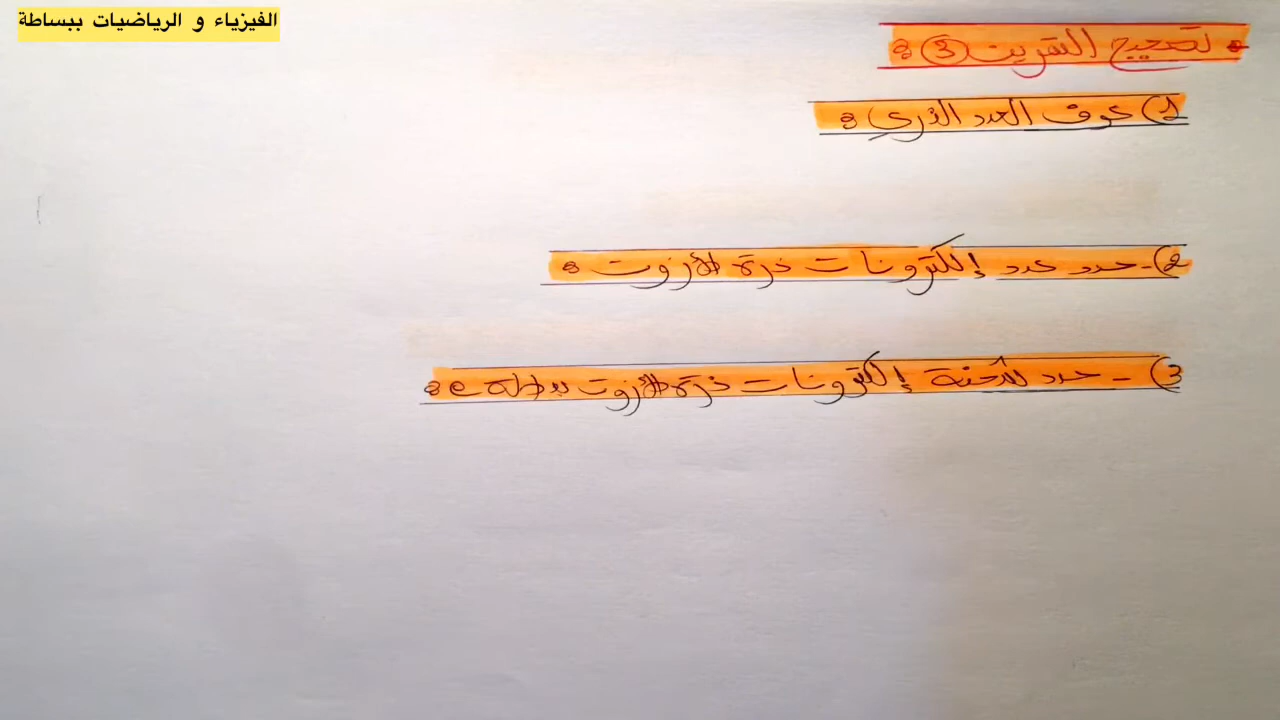 الفيزياء و الرياضيات ببساطة
• تصحيح التمرين (3) :
1) عرف العدد الذري :
2) - حدد عدد إلكترونات ذرة الأزوت :
3) - حدد شحنة إلكترونات ذرة الأزوت بدلالة e :